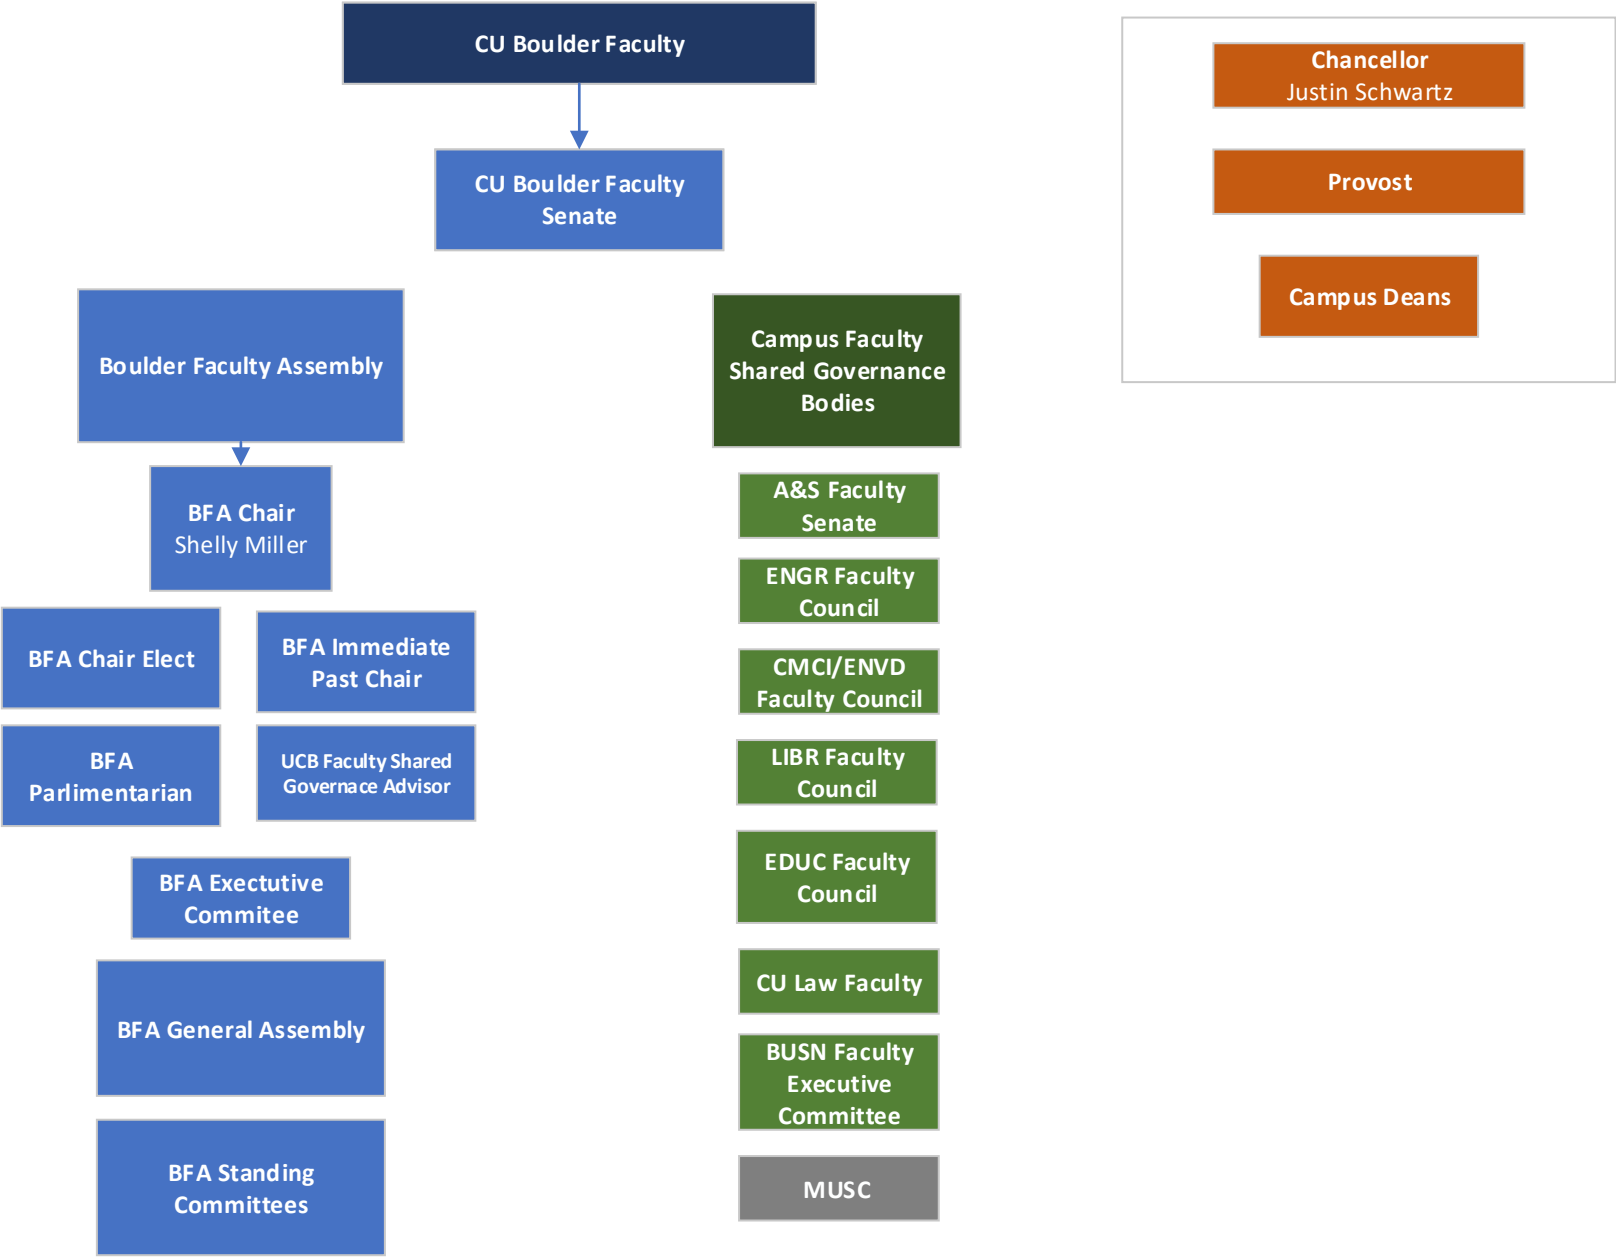 CU Boulder Faculty
CU Boulder Faculty
Senate
Boulder Faculty Assembly
BFA Chair
Shelly Miller
BFA Chair Elect
BFA Immediate
Past Chair
BFA
Parlimentarian
UCB Faculty Shared
Governace Advisor
BFA Exectutive
Commitee
BFA General Assembly
BFA Standing
Committees
Campus Faculty
Shared Governance
Bodies
A&S Faculty
Senate
ENGR Faculty
Council
CMCI/ENVD
Faculty Council
LIBR Faculty
Council
EDUC Faculty
Council
CU Law Faculty
BUSN Faculty
Executive
Committee
MUSC
Chancellor
Justin Schwartz
Provost
Campus Deans